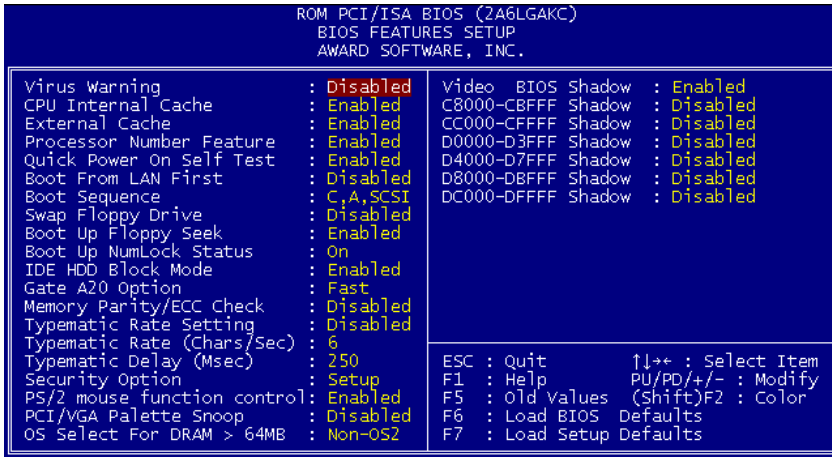 ROM PCI/ISA BIOS (2A6LGAKC)
BIOS FEATURES SETUP
AWARD SOFTWARE, INC.
Virus Warning : Disabled
CPU Internal Cache : Enabled
External Cache : Enabled
Processor Number Feature : Enabled
Quick Power On Self Test : Enabled
Boot From LAN First : Disabled
Boot Sequence : C,A,SCSI
Swap Floppy Drive : Disabled
Boot Up Floppy Seek : Enabled
Boot Up NumLock Status : On
IDE HDD Block Mode : Enabled
Gate A20 Option : Fast
Memory Parity/ECC Check : Disabled
Typematic Rate Setting : Disabled
Typematic Rate (Chars/Sec) : 6
Typematic Delay (Msec) : 250
Security Option : Setup
PS/2 mouse function control: Enabled
PCI/VGA Palette Snoop : Disabled
OS Select For DRAM > 64MB : Non-OS2
Video BIOS Shadow : Enabled
C8000-CBFFF Shadow : Disabled
CC000-CFFFF Shadow : Disabled
D0000-D3FFF Shadow : Disabled
D4000-D7FFF Shadow : Disabled
D8000-DBFFF Shadow : Disabled
DC000-DFFFF Shadow : Disabled
ESC : Quit ↑↓→← : Select Item
F1 : Help PU/PD/+/- : Modify
F5 : Old Values (Shift)F2 : Color
F6 : Load BIOS Defaults
F7 : Load Setup Defaults